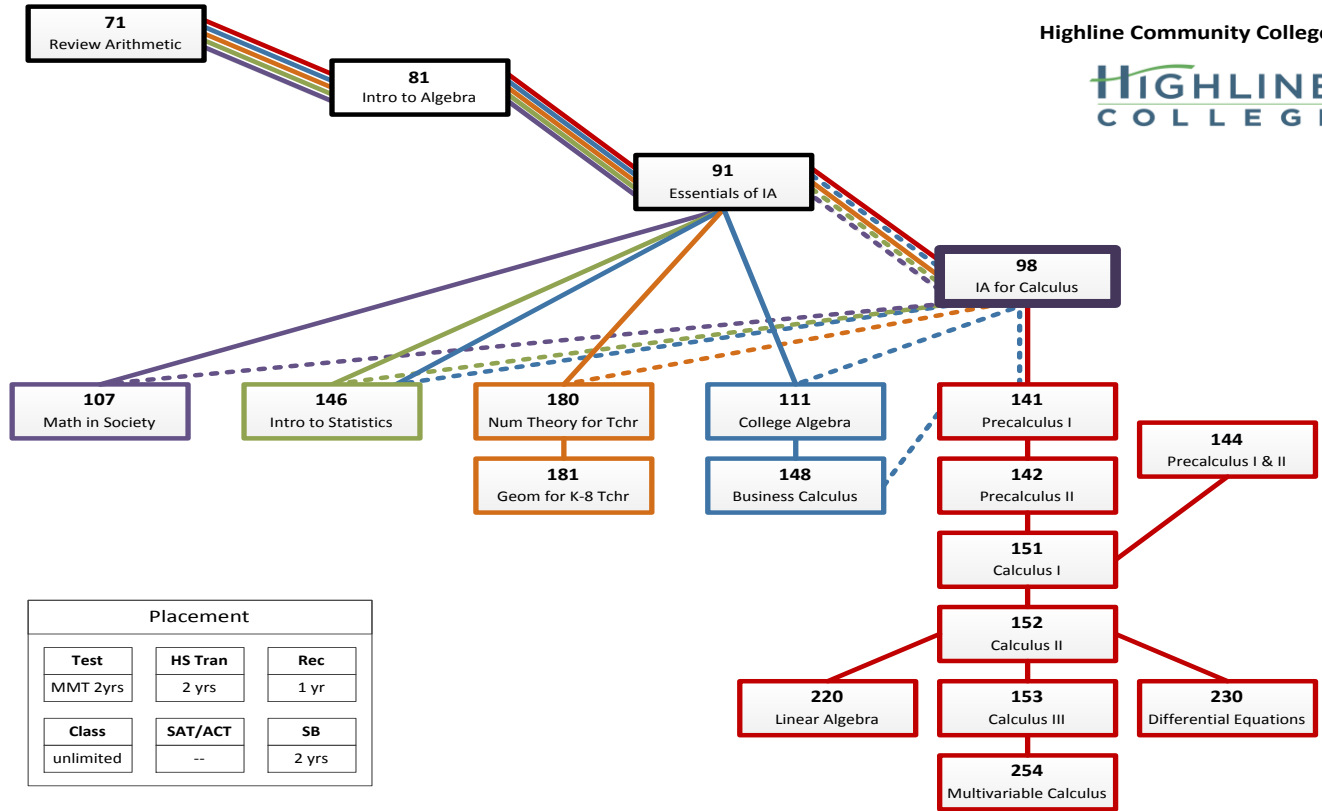 71
Review Arithmetic
Highline Community College
81
Intro to Algebra
HIGHLINE
COLLEGE
91
Essentials of IA
98
IA for Calculus
107
Math in Society
146
Intro to Statistics
180
Num Theory for Tchr
111
College Algebra
141
Precalculus I
144
Precalculus I & II
181
Geom for K-8 Tchr
148
Business Calculus
142
Precalculus II
151
Calculus I
152
Calculus II
220
Linear Algebra
153
Calculus III
230
Differential Equations
254
Multivariable Calculus
Placement
Test
MMT 2yrs
HS Tran
2 yrs
Rec
1 yr
Class
unlimited
SAT/ACT
--
SB
2 yrs